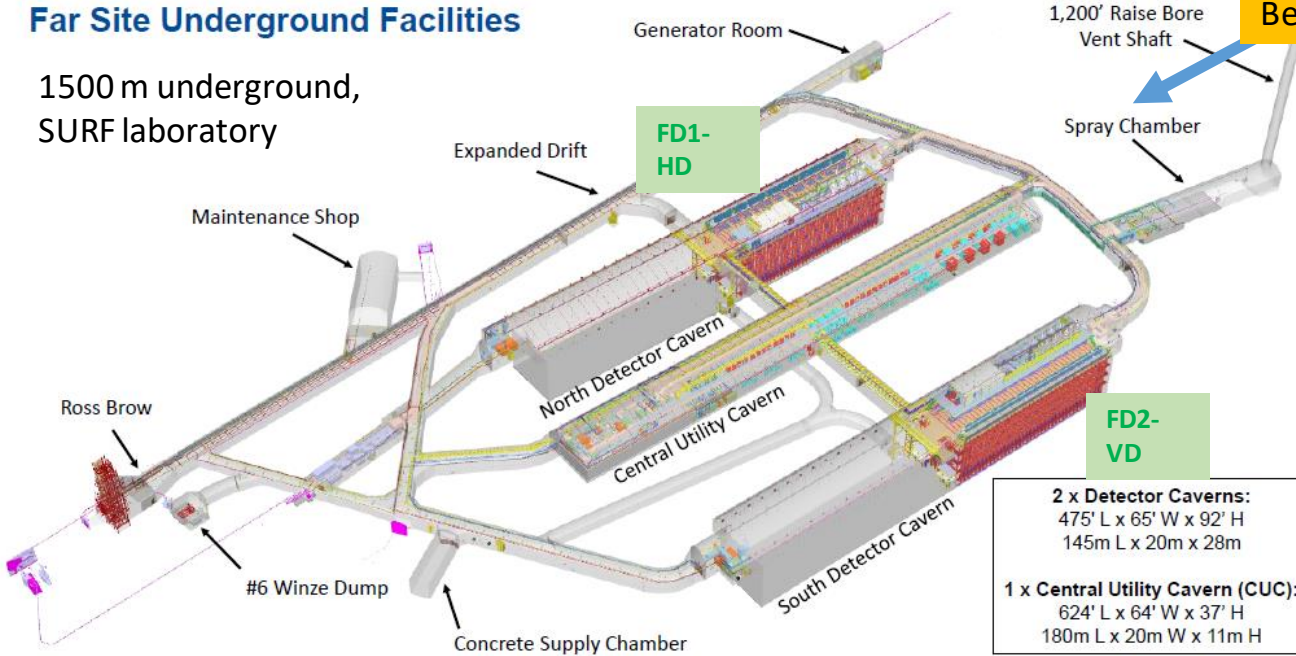 Far Site Underground Facilities
1500 m underground,
SURF laboratory
Generator Room
1,200' Raise Bore
Vent Shaft
Be
Spray Chamber
FD1-
HD
Expanded Drift
Maintenance Shop
North Detector Cavern
Central Utility Cavern
South Detector Cavern
Ross Brow
#6 Winze Dump
Concrete Supply Chamber
FD2-
VD
2 x Detector Caverns:
475' L x 65' W x 92' H
145m L x 20m x 28m
1 x Central Utility Cavern (CUC):
624' L x 64' W x 37' H
180m L x 20m W x 11m H